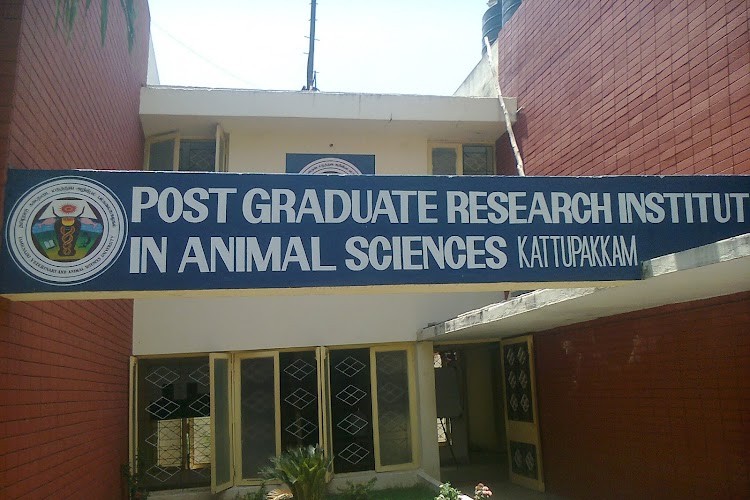 POST GRADUATE RESEARCH INSTITUT
IN ANIMAL SCIENCES KATTUPAKKAM